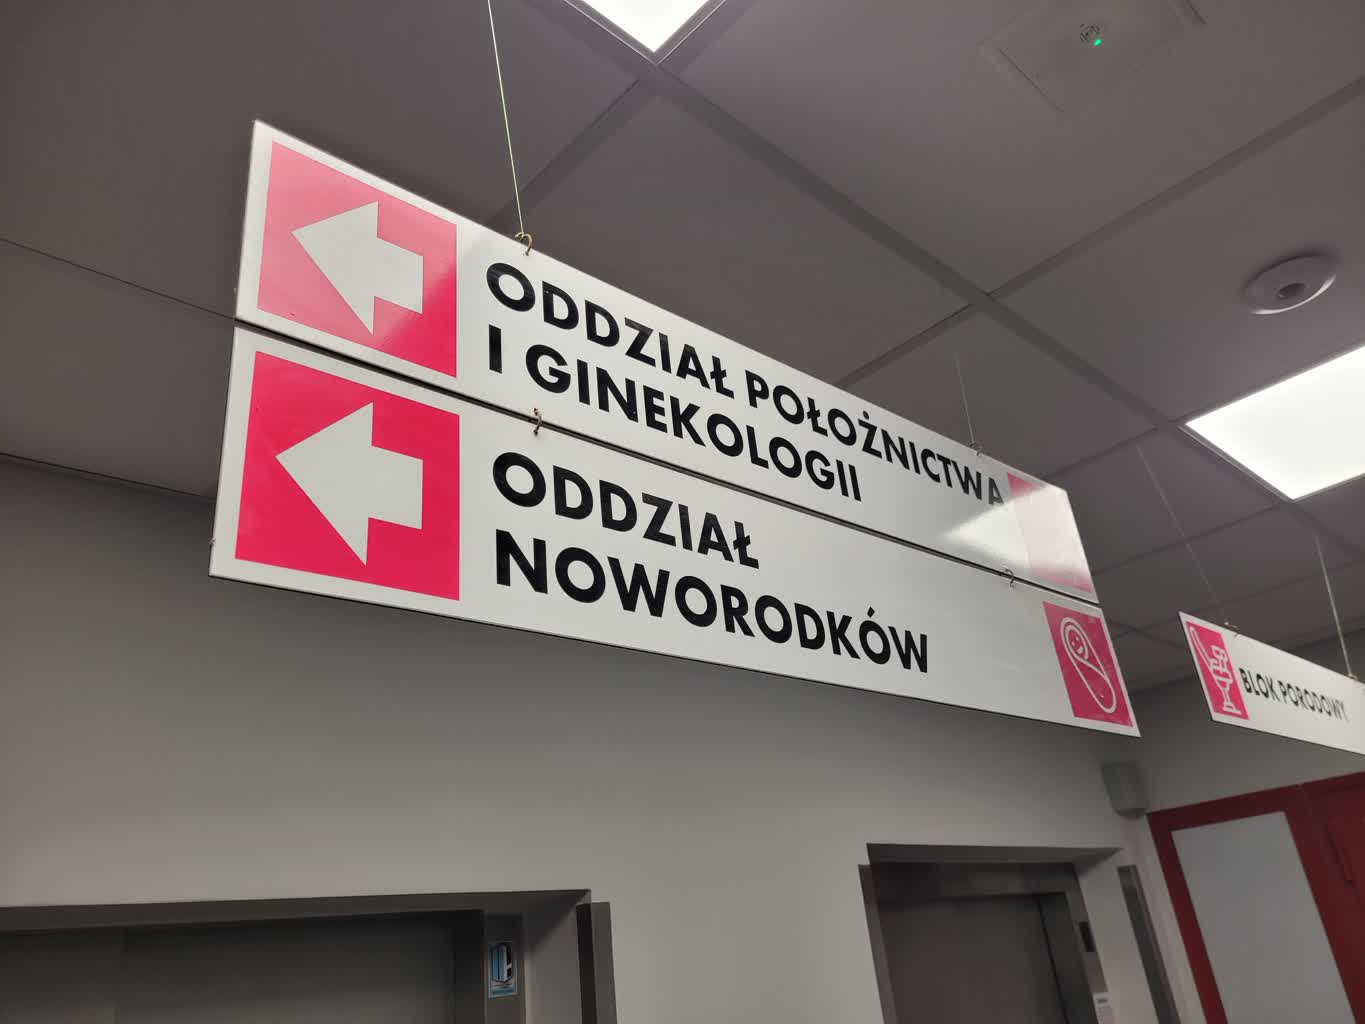 ODDZIAŁ POŁOŻNICTWA
I GINEKOLOGII
ODDZIAŁ
NOWORODKÓW
BLOK PORODOWY